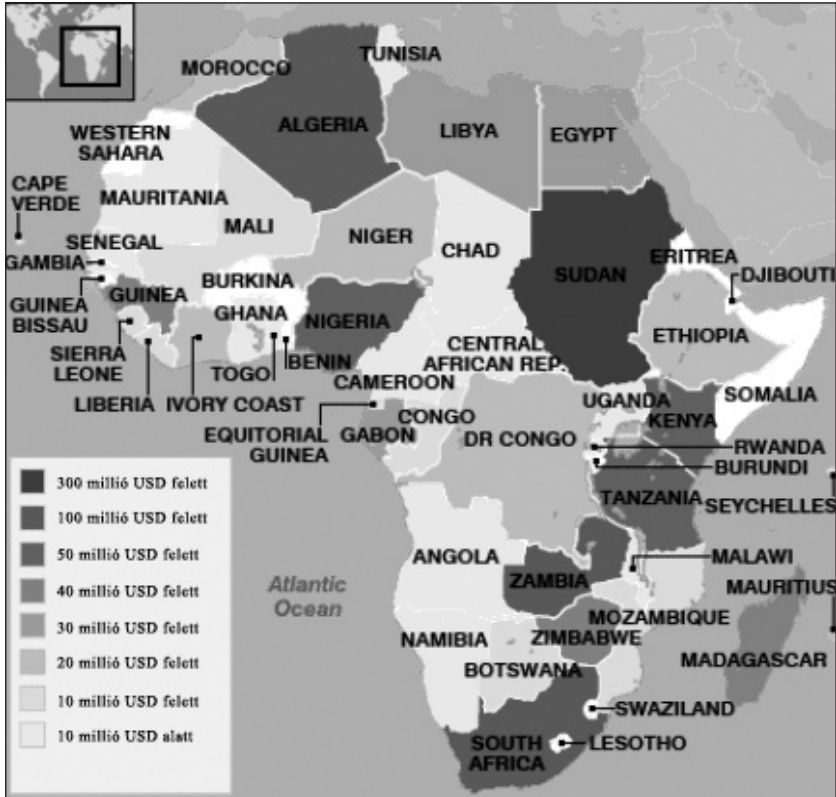 TUNISIA
MOROCCO
ALGERIA
LIBYA
EGYPT
WESTERN
SAHARA
CAPE
VERDE
MAURITANIA
MALI
NIGER
CHAD
SUDAN
ERITREA
DJIBOUTI
SENEGAL
GAMBIA
GUINEA
BISSAU
GUINEA
BURKINA
GHANA
NIGERIA
ETHIOPIA
SIERRA
LEONE
LIBERIA
IVORY COAST
TOGO
BENIN
CENTRAL
AFRICAN REP.
CAMEROON
SOMALIA
UGANDA
KENYA
EQUITORIAL
GUINEA
GABON
CONGO
DR CONGO
RWANDA
BURUNDI
TANZANIA
SEYCHELLES
300 millió USD felett
100 millió USD felett
50 millió USD felett
40 millió USD felett
30 millió USD felett
20 millió USD felett
10 millió USD felett
10 millió USD alatt
Atlantic
Ocean
ANGOLA
ZAMBIA
MALAWI
MAURITIUS
MOZAMBIQUE
ZIMBABWE
NAMIBIA
BOTSWANA
MADAGASCAR
SWAZILAND
SOUTH
AFRICA
LESOTHO